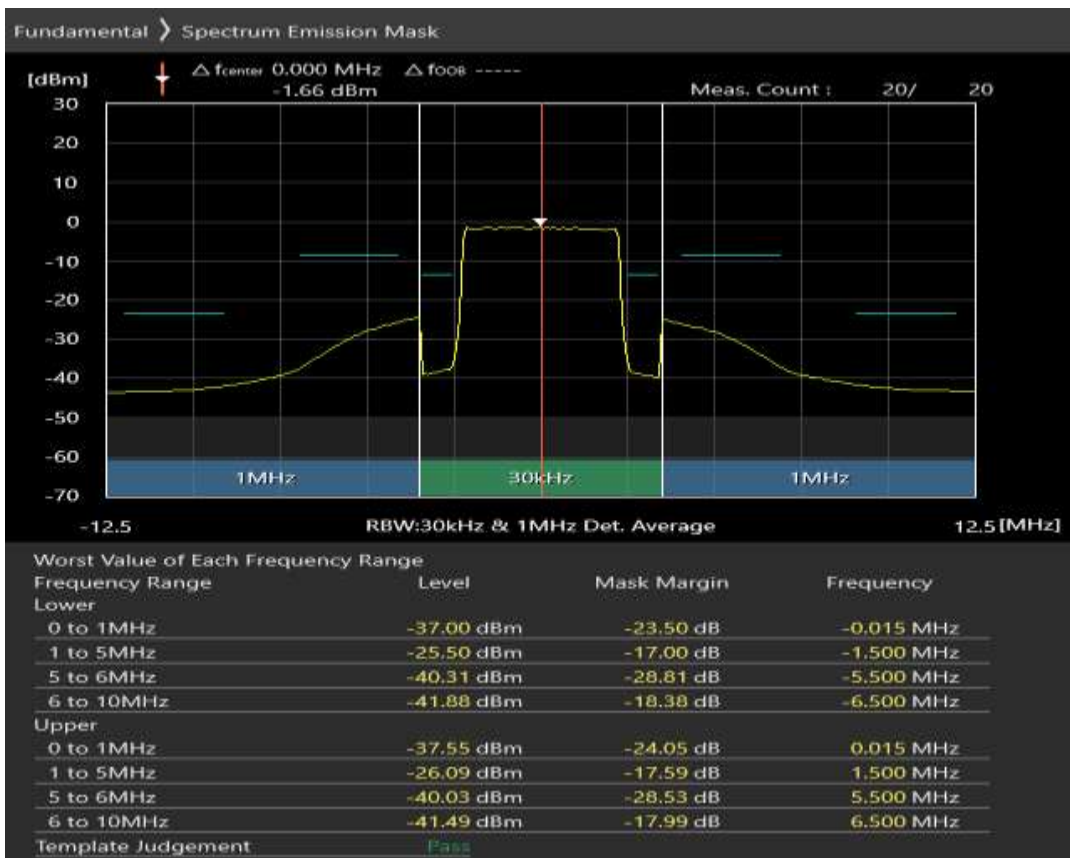 Fundamental ❯ Spectrum Emission Mask
[dBm] △ fcenter 0.000 MHz △ fOOB -----
-1.66 dBm Meas. Count : 20/ 20
30
20
10
0
-10
-20
-30
-40
-50
-60
1MHz 30kHz 1MHz
-70
-12.5 RBW:30kHz & 1MHz Det. Average 12.5 [MHz]
Worst Value of Each Frequency Range
Frequency Range Level Mask Margin Frequency
Lower
0 to 1MHz -37.00 dBm -23.50 dB -0.015 MHz
1 to 5MHz -25.50 dBm -17.00 dB -1.500 MHz
5 to 6MHz -40.31 dBm -28.81 dB -5.500 MHz
6 to 10MHz -41.88 dBm -18.38 dB -6.500 MHz
Upper
0 to 1MHz -37.55 dBm -24.05 dB 0.015 MHz
1 to 5MHz -26.09 dBm -17.59 dB 1.500 MHz
5 to 6MHz -40.03 dBm -28.53 dB 5.500 MHz
6 to 10MHz -41.49 dBm -17.99 dB 6.500 MHz
Template Judgement Pass